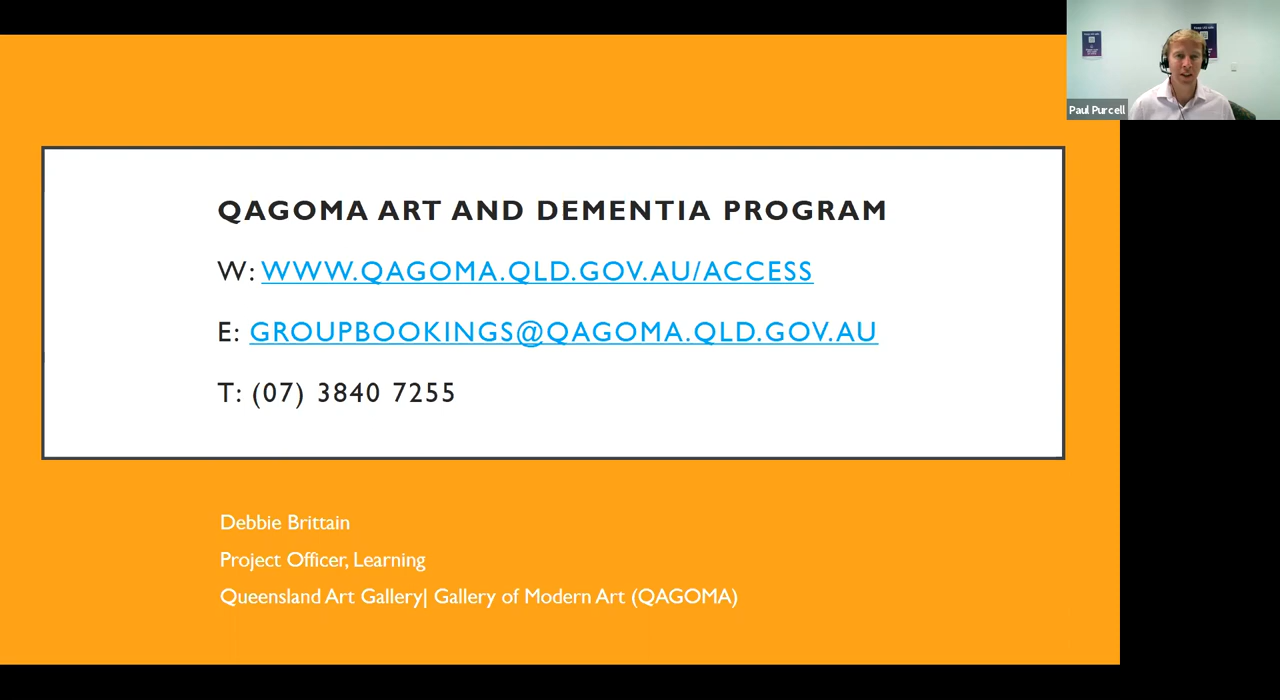 Paul Purcell
QAGOMA ART AND DEMENTIA PROGRAM
W: WWW.QAGOMA.QLD.GOV.AU/ACCESS
E: GROUPBOOKINGS@QAGOMA.QLD.GOV.AU
T: (07) 3840 7255
Debbie Brittain
Project Officer, Learning
Queensland Art Gallery| Gallery of Modern Art (QAGOMA)